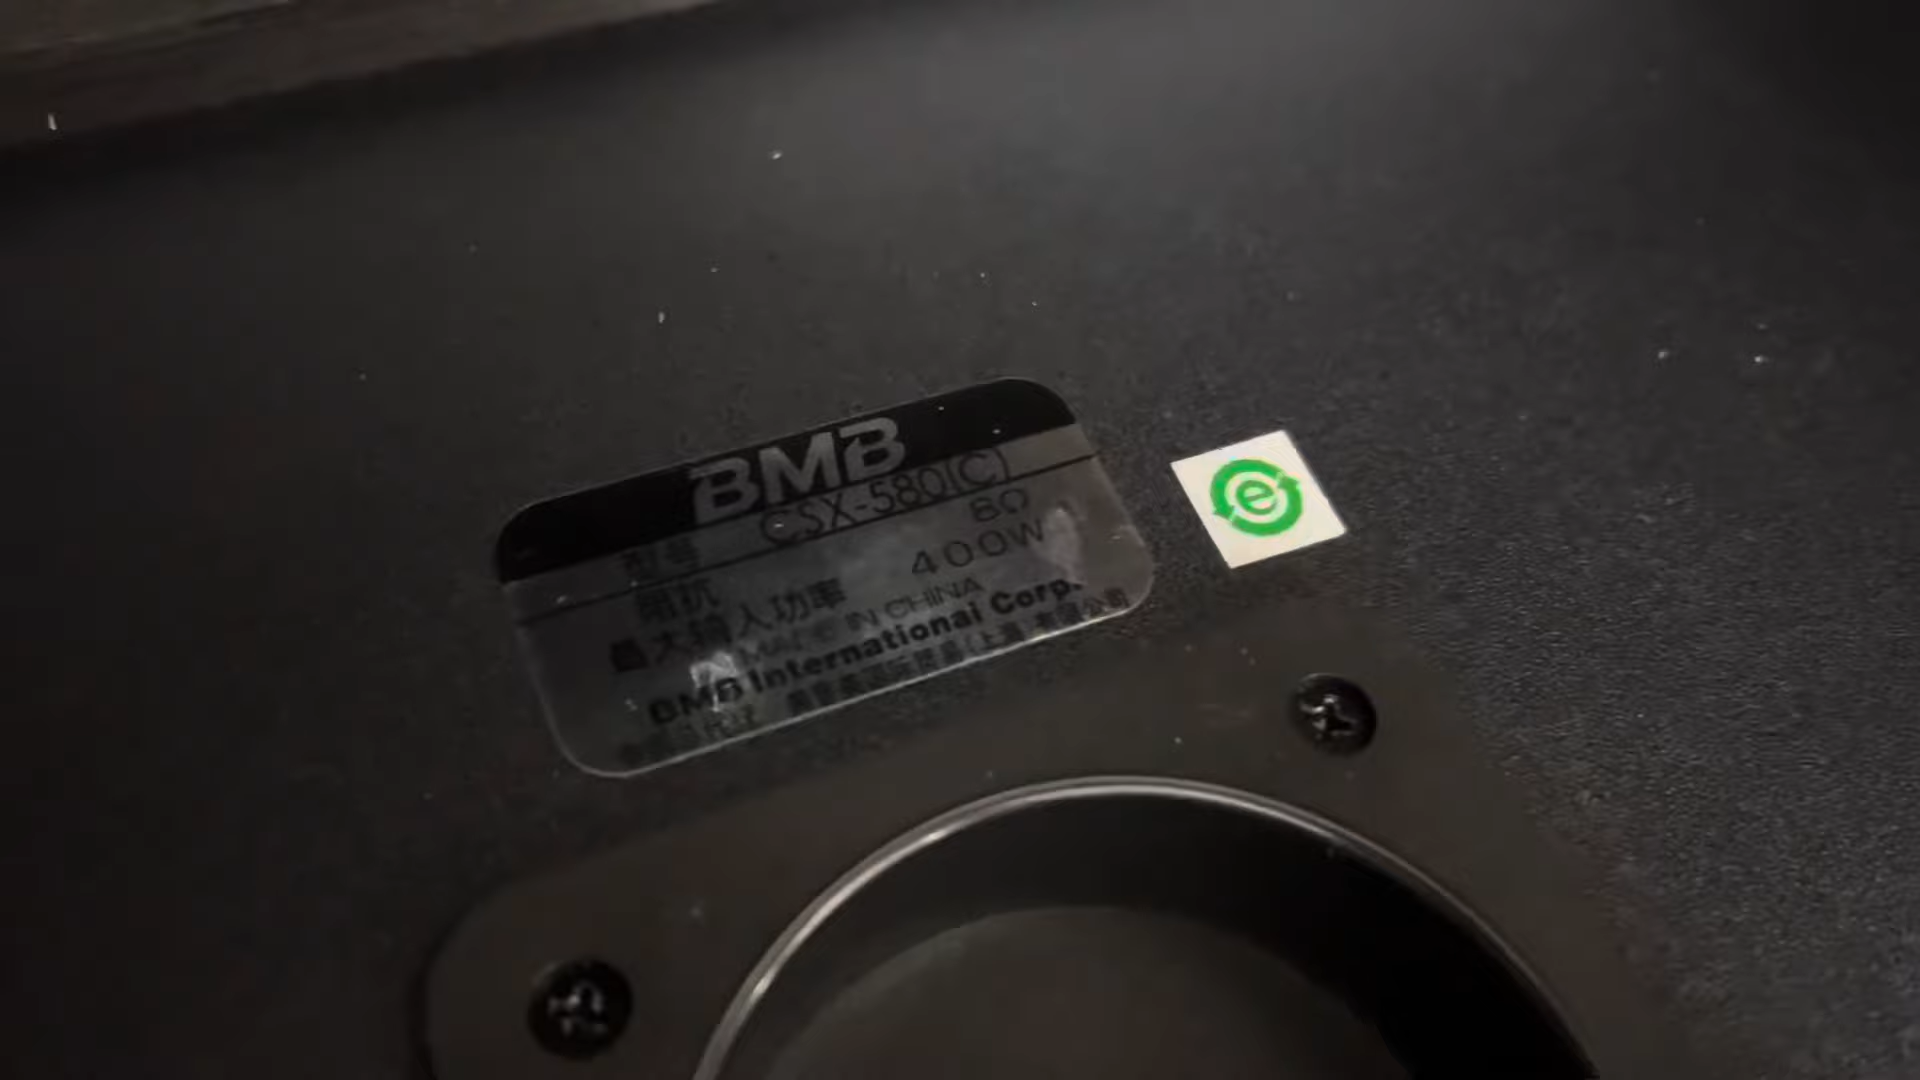 BMB
型号 CSX-580(C)
阻抗 8Ω
最大输入功率 400W
MADE IN CHINA
BMB International Corp.
e